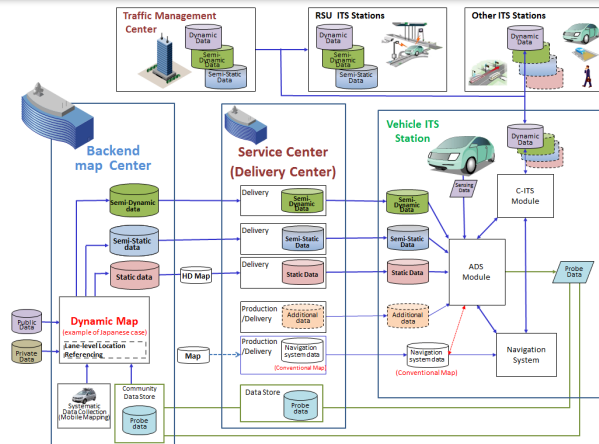 Traffic Management
Center
Dynamic
Data
Semi-
Dynamic
Data
Semi-Static
Data
RSU ITS Stations
Dynamic
Data
Semi-
Dynamic
Data
Semi-Static
Data
Other ITS Stations
Dynamic
Data
Backend
map Center
Service Center
(Delivery Center)
Vehicle ITS
Station
Dynamic
Data
Sensing
Data
C-ITS
Module
Semi-Dynamic
data
Delivery
Semi-
Dynamic
Data
Semi-
Dynamic
Data
Semi-Static
data
Delivery
Semi-Static
Data
Semi-Static
Data
Static data
HD Map
Delivery
Static Data
Static Data
ADS
Module
Probe
Data
Public
Data
Private
Data
Dynamic Map
(example of Japanese case)
Lane-level Location
Referencing
Production
/Delivery
Additional
data
Additional
data
Map
Production
/Delivery
Navigation
system data
(Conventional Map)
Navigation
system data
(Conventional Map)
Navigation
System
Systematic
Data Collection
(Mobile Mapping)
Community
Data Store
Probe
data
Data Store
Probe
data